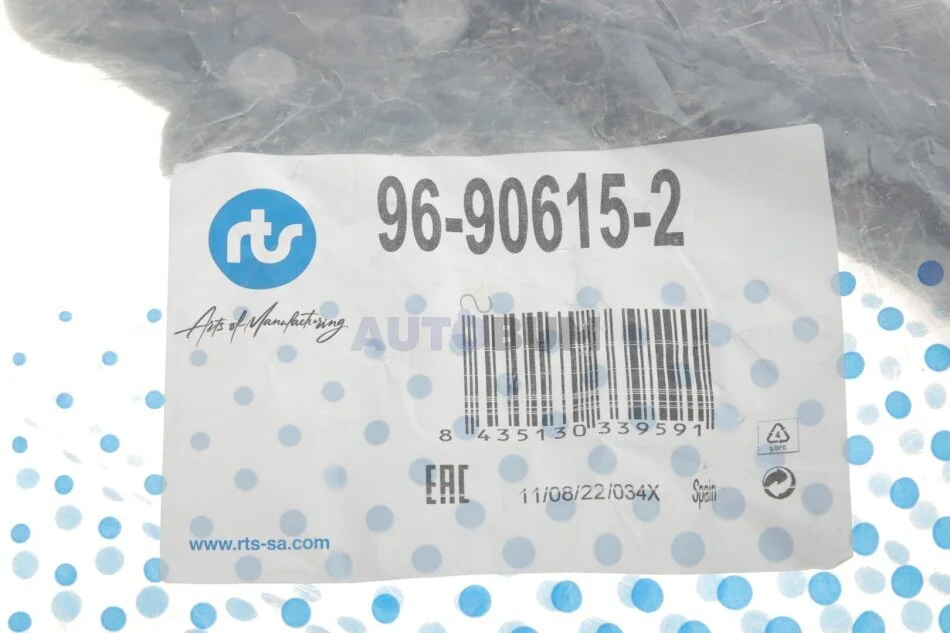 rts
96-90615-2
Arts of Manufacturing
AUTOBUM
8 435130 339591
4
LDPE
EAC
11/08/22/034X
Spain
www.rts-sa.com